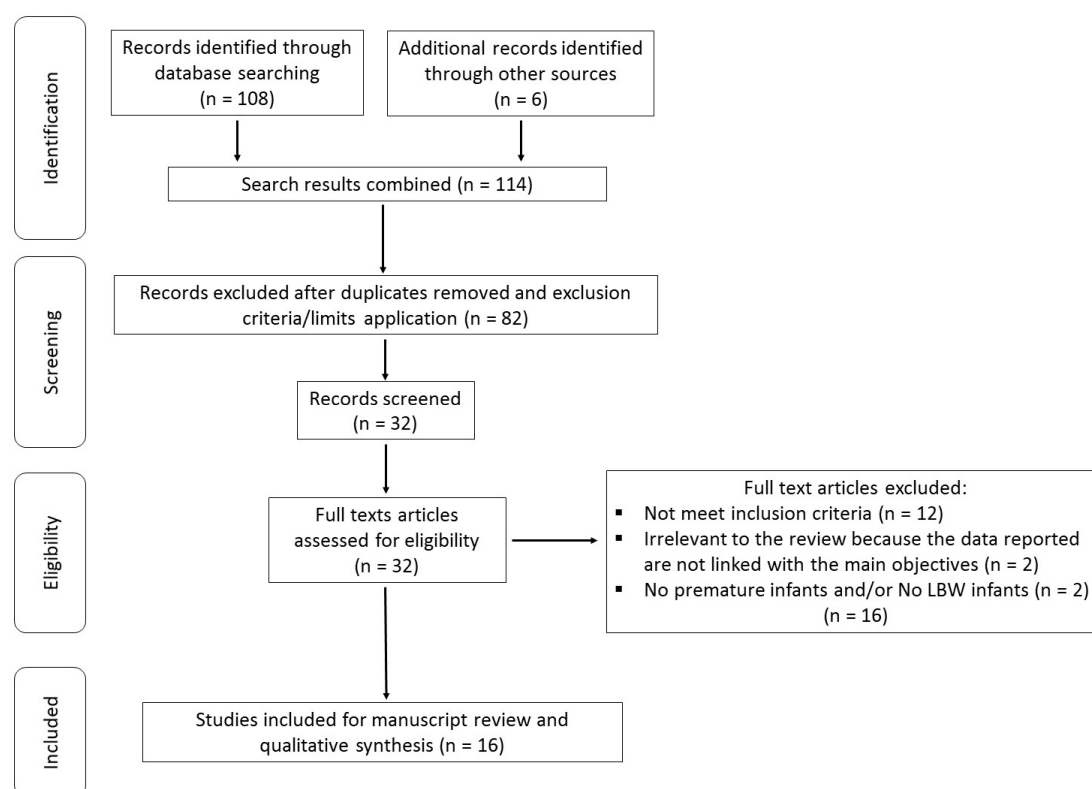 Identification
Records identified through
database searching
(n = 108)
Additional records identified
through other sources
(n = 6)
Search results combined (n = 114)
Screening
Records excluded after duplicates removed and exclusion
criteria/limits application (n = 82)
Records screened
(n = 32)
Eligibility
Full texts articles
assessed for eligibility
(n = 32)
Full text articles excluded:
▪ Not meet inclusion criteria (n = 12)
▪ Irrelevant to the review because the data reported
are not linked with the main objectives (n = 2)
▪ No premature infants and/or No LBW infants (n = 2)
(n = 16)
Included
Studies included for manuscript review and
qualitative synthesis (n = 16)